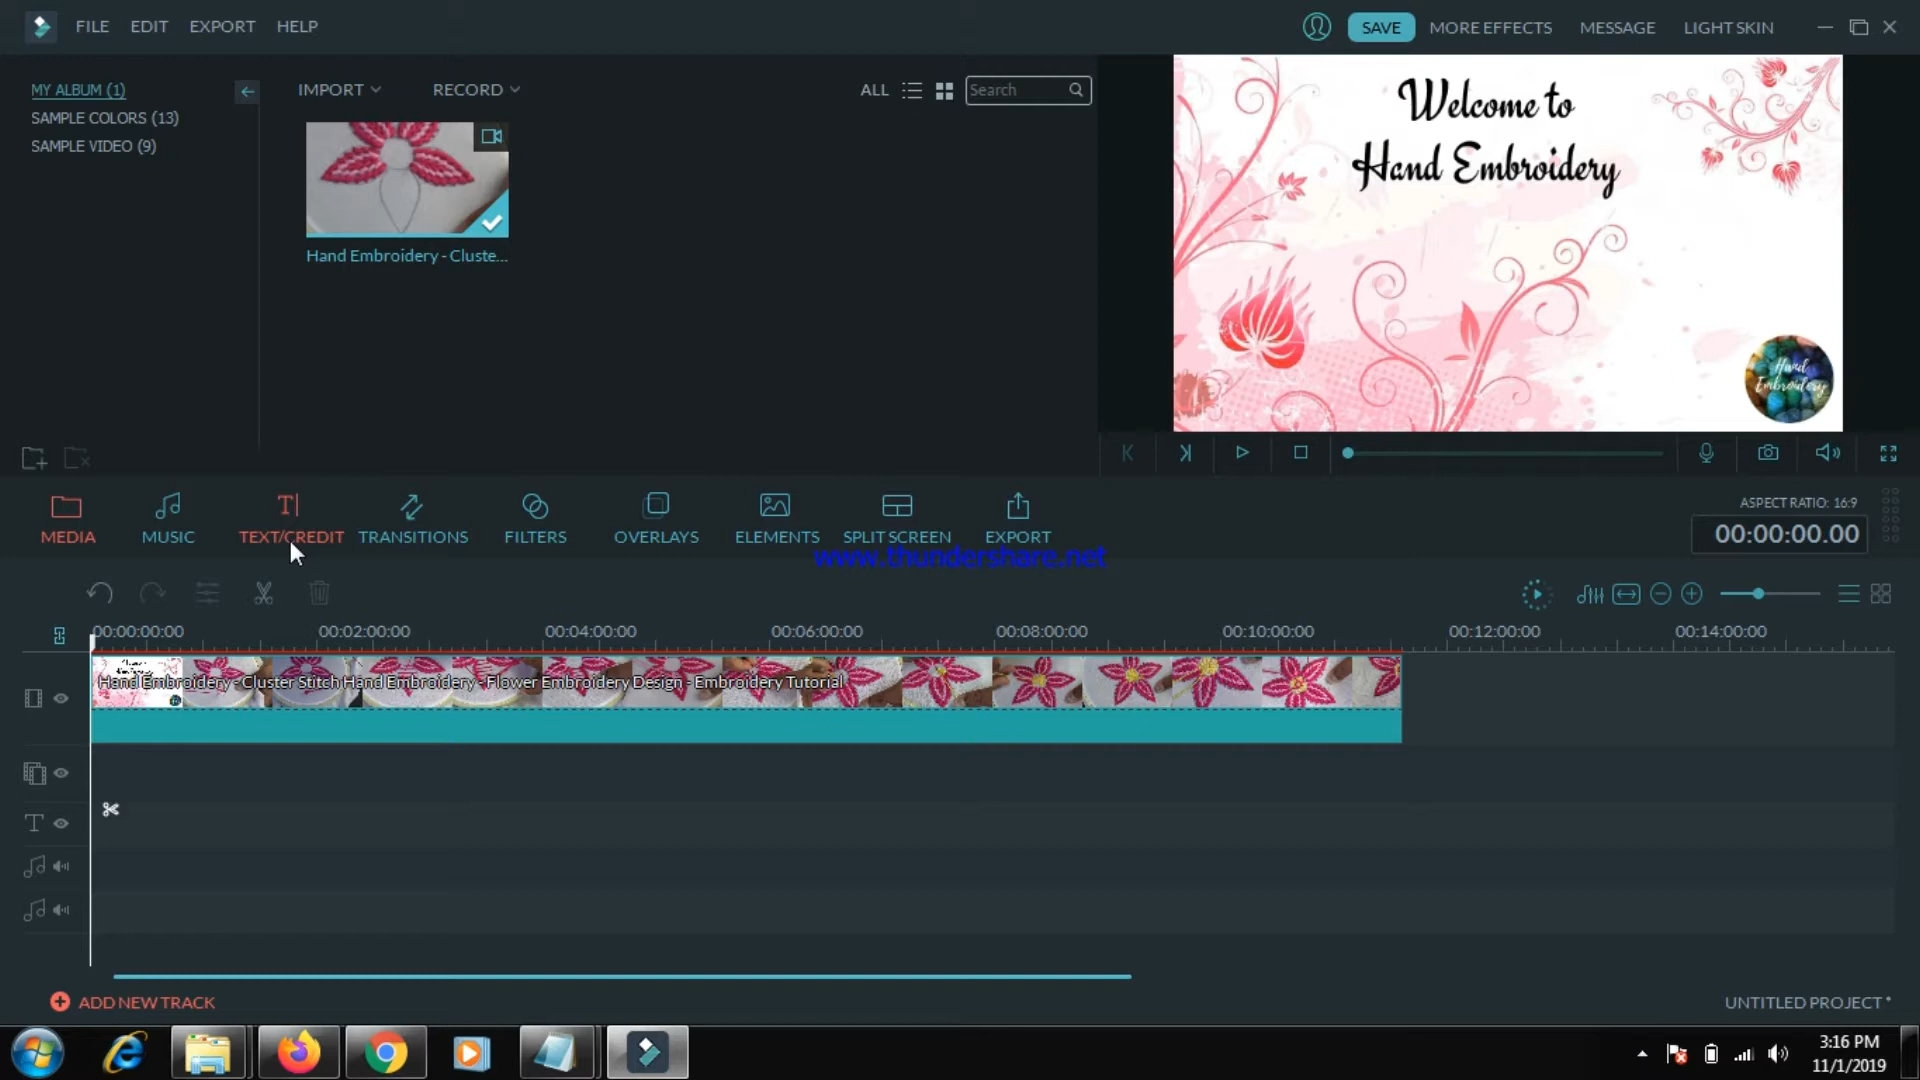 FILE EDIT EXPORT HELP
SAVE MORE EFFECTS MESSAGE LIGHT SKIN
MY ALBUM (1)
SAMPLE COLORS (13)
SAMPLE VIDEO (9)
IMPORT RECORD
ALL Search
Hand Embroidery - Cluste...
Welcome to
Hand Embroidery
Hand
Embroidery
MEDIA MUSIC TEXT/CREDIT TRANSITIONS FILTERS OVERLAYS ELEMENTS SPLIT SCREEN EXPORT
ASPECT RATIO: 16:9
00:00:00.00
www.thundershare.net
00:00:00:00 00:02:00:00 00:04:00:00 00:06:00:00 00:08:00:00 00:10:00:00 00:12:00:00 00:14:00:00
Hand Embroidery - Cluster Stitch Hand Embroidery - Flower Embroidery Design - Embroidery Tutorial
ADD NEW TRACK
UNTITLED PROJECT *
3:16 PM
11/1/2019